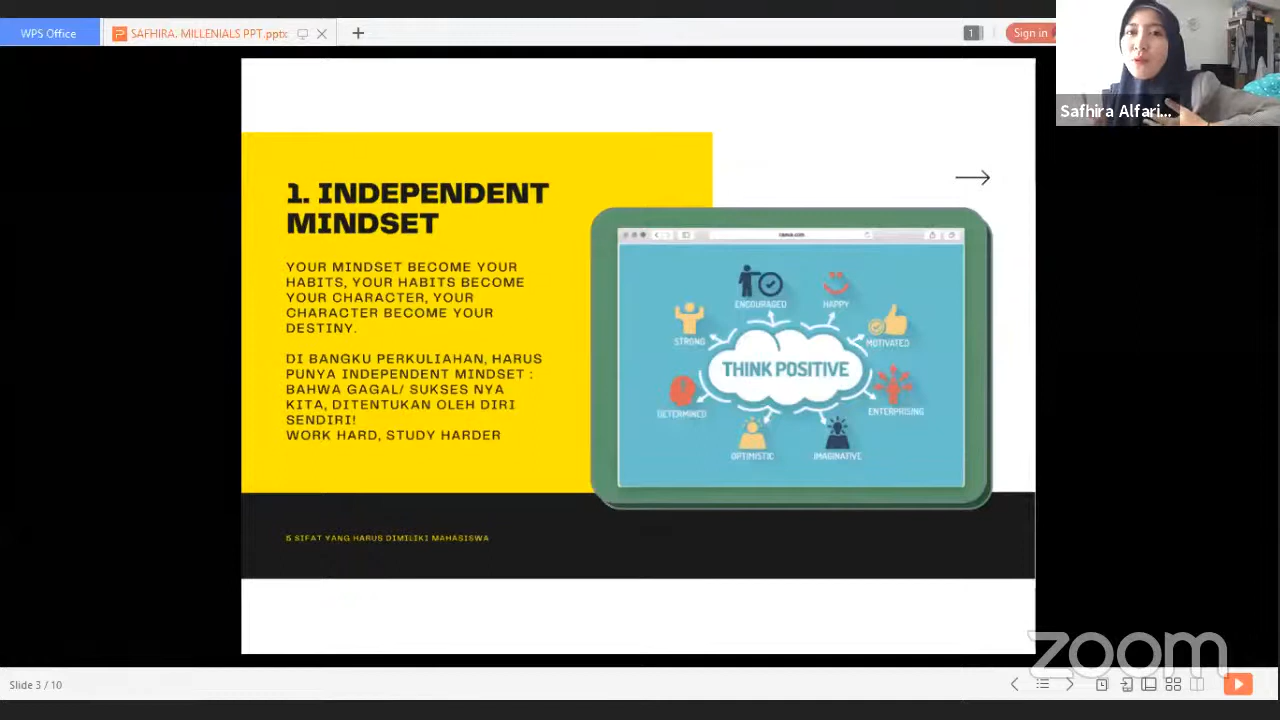 WPS Office
SAFHIRA. MILLENIALS PPT.pptx
1
Sign in
Safhira Alfari...
1. INDEPENDENT
MINDSET
YOUR MINDSET BECOME YOUR
HABITS, YOUR HABITS BECOME
YOUR CHARACTER, YOUR
CHARACTER BECOME YOUR
DESTINY.
DI BANGKU PERKULIAHAN, HARUS
PUNYA INDEPENDENT MINDSET :
BAHWA GAGAL/ SUKSES NYA
KITA, DITENTUKAN OLEH DIRI
SENDIRI!
WORK HARD, STUDY HARDER
ENCOURAGED
HAPPY
STRONG
MOTIVATED
THINK POSITIVE
DETERMINED
ENTERPRISING
OPTIMISTIC
IMAGINATIVE
5 SIFAT YANG HARUS DIMILIKI MAHASISWA
zoom
Slide 3 / 10